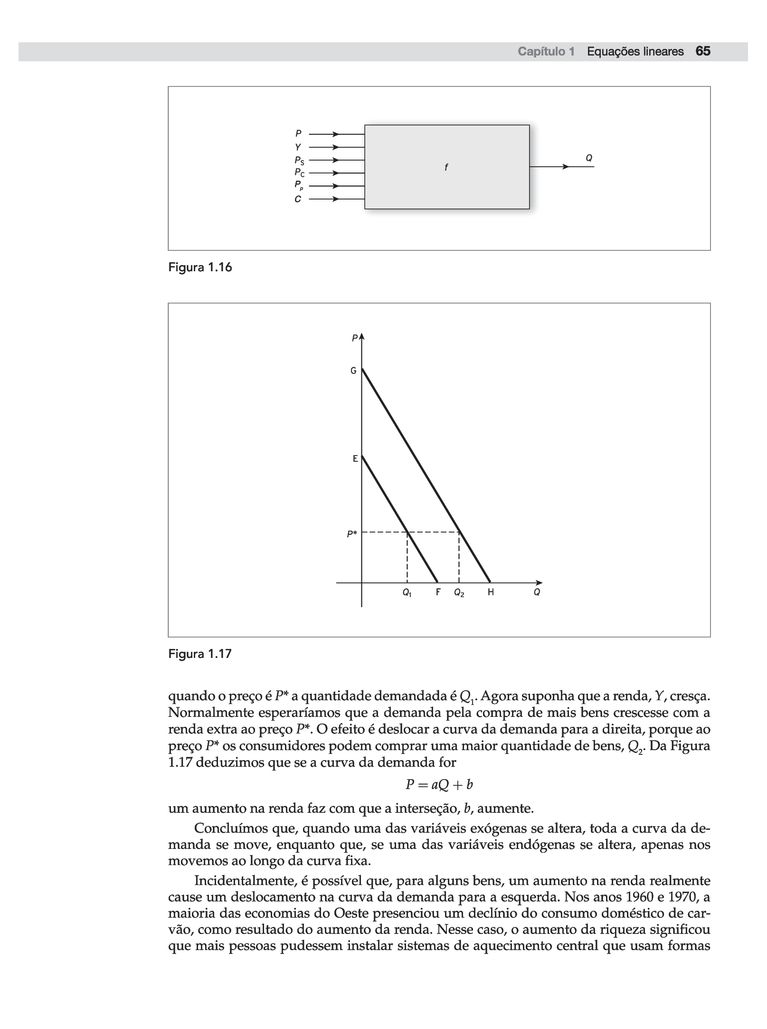 Capítulo 1 Equações lineares 65
P
Y
P_S
P_C
P_p
C
f
Q
Figura 1.16
P
G
E
P*
Q₁ F Q₂ H Q
Figura 1.17
quando o preço é P* a quantidade demandada é Q₁. Agora suponha que a renda, Y, cresça.
Normalmente esperaríamos que a demanda pela compra de mais bens crescesse com a
renda extra ao preço P*. O efeito é deslocar a curva da demanda para a direita, porque ao
preço P* os consumidores podem comprar uma maior quantidade de bens, Q₂. Da Figura
1.17 deduzimos que se a curva da demanda for
P = aQ + b
um aumento na renda faz com que a interseção, b, aumente.
Concluímos que, quando uma das variáveis exógenas se altera, toda a curva da de-
manda se move, enquanto que, se uma das variáveis endógenas se altera, apenas nos
movemos ao longo da curva fixa.
Incidentalmente, é possível que, para alguns bens, um aumento na renda realmente
cause um deslocamento na curva da demanda para a esquerda. Nos anos 1960 e 1970, a
maioria das economias do Oeste presenciou um declínio do consumo doméstico de car-
vão, como resultado do aumento da renda. Nesse caso, o aumento da riqueza significou
que mais pessoas pudessem instalar sistemas de aquecimento central que usam formas